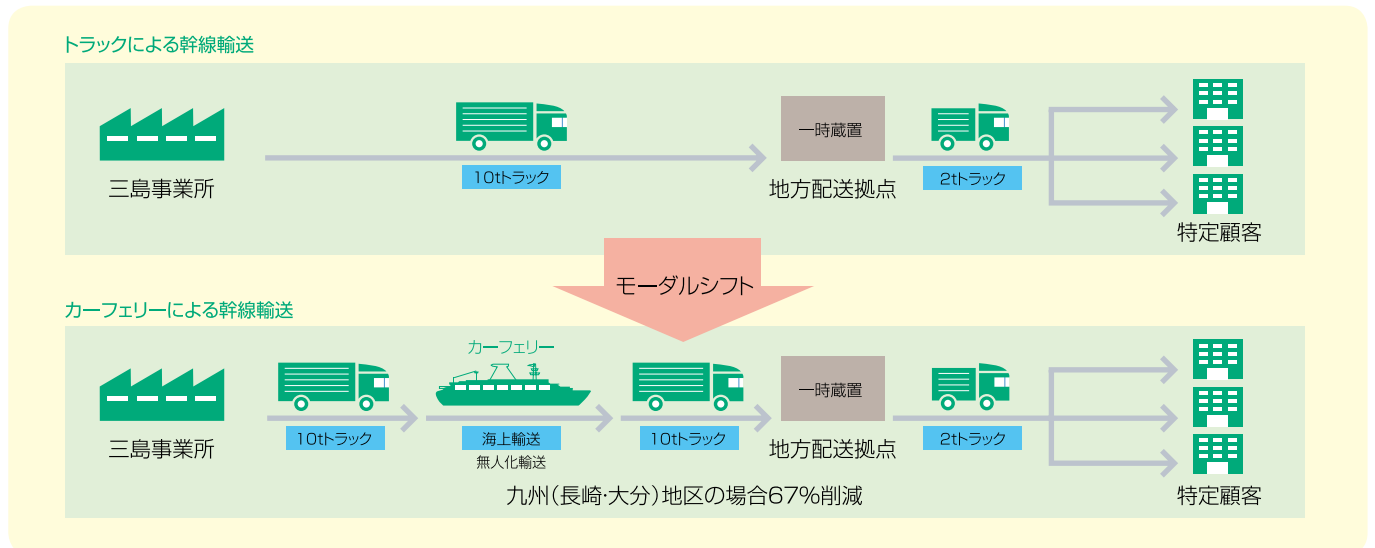 トラックによる幹線輸送
一時蔵置
10tトラック
2tトラック
三島事業所
地方配送拠点
特定顧客
モーダルシフト
カーフェリーによる幹線輸送
カーフェリー
一時蔵置
10tトラック
海上輸送
10tトラック
2tトラック
三島事業所
無人化輸送
地方配送拠点
九州(長崎・大分)地区の場合67%削減
特定顧客